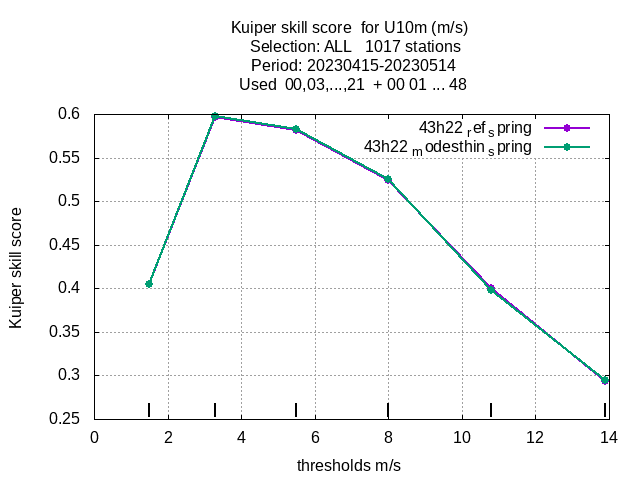 Kuiper skill score  for U10m (m/s)
Selection: ALL   1017 stations
Period: 20230415-20230514
Used  00,03,...,21  + 00 01 ... 48
43h22 ref spring
43h22 modesthin spring
0.6
0.55
0.5
0.45
0.4
0.35
0.3
0.25
Kuiper skill score
0 2 4 6 8 10 12 14
thresholds m/s